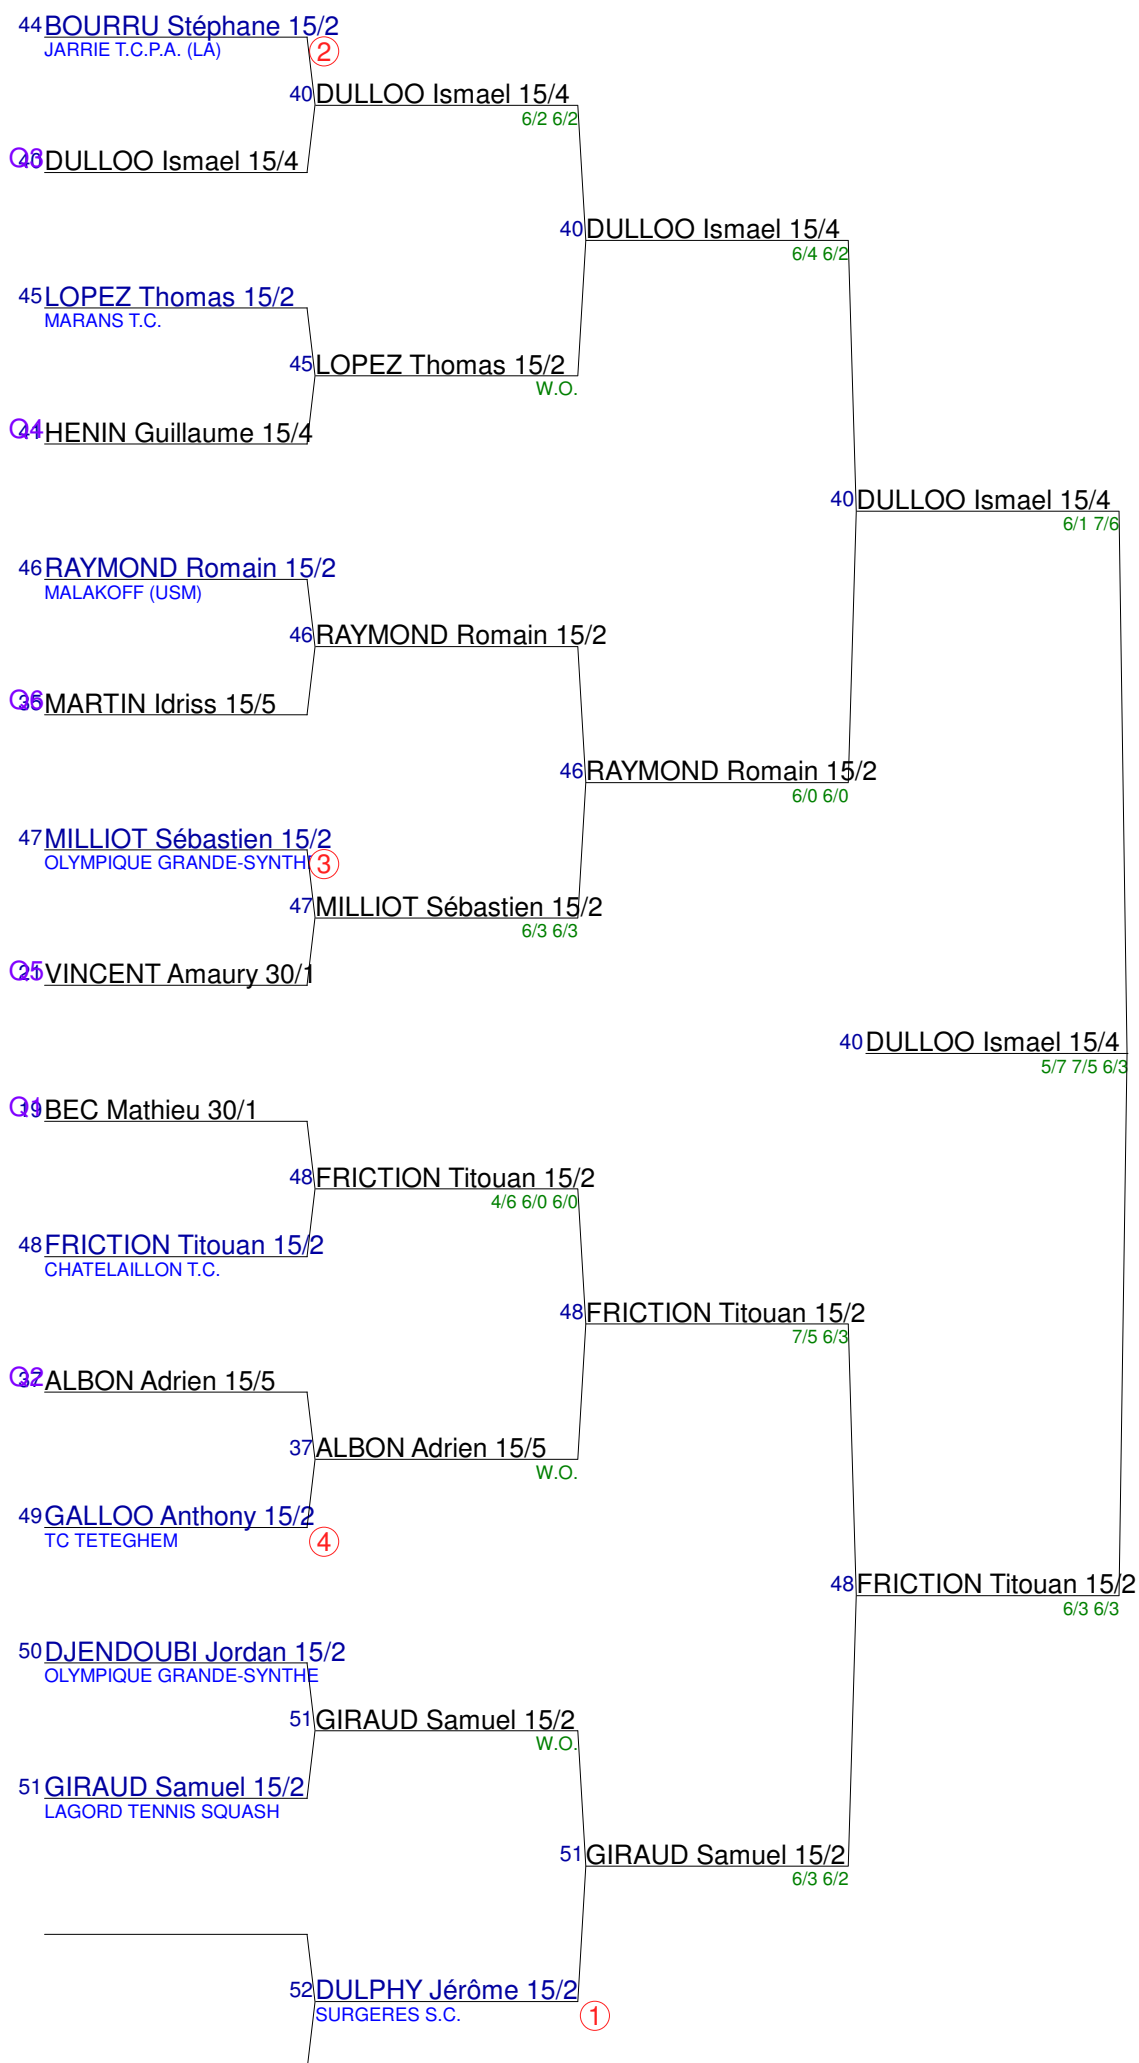 44 BOURRU Stéphane 15/2
JARRIE T.C.P.A. (LA)
2
40 DULLOO Ismael 15/4
6/2 6/2
DULLOO Ismael 15/4
40 DULLOO Ismael 15/4
6/4 6/2
45 LOPEZ Thomas 15/2
MARANS T.C.
45 LOPEZ Thomas 15/2
W.O.
HENIN Guillaume 15/4
40 DULLOO Ismael 15/4
6/1 7/6
46 RAYMOND Romain 15/2
MALAKOFF (USM)
46 RAYMOND Romain 15/2
MARTIN Idriss 15/5
46 RAYMOND Romain 15/2
6/0 6/0
47 MILLIOT Sébastien 15/2
OLYMPIQUE GRANDE-SYNTH
3
47 MILLIOT Sébastien 15/2
6/3 6/3
VINCENT Amaury 30/1
40 DULLOO Ismael 15/4
5/7 7/5 6/3
BEC Mathieu 30/1
48 FRICTION Titouan 15/2
4/6 6/0 6/0
48 FRICTION Titouan 15/2
CHATELAILLON T.C.
48 FRICTION Titouan 15/2
7/5 6/3
ALBON Adrien 15/5
37 ALBON Adrien 15/5
W.O.
49 GALLOO Anthony 15/2
TC TETEGHEM
4
48 FRICTION Titouan 15/2
6/3 6/3
50 DJENDOUBI Jordan 15/2
OLYMPIQUE GRANDE-SYNTHE
51 GIRAUD Samuel 15/2
W.O.
51 GIRAUD Samuel 15/2
LAGORD TENNIS SQUASH
51 GIRAUD Samuel 15/2
6/3 6/2
52 DULPHY Jérôme 15/2
SURGERES S.C.
1